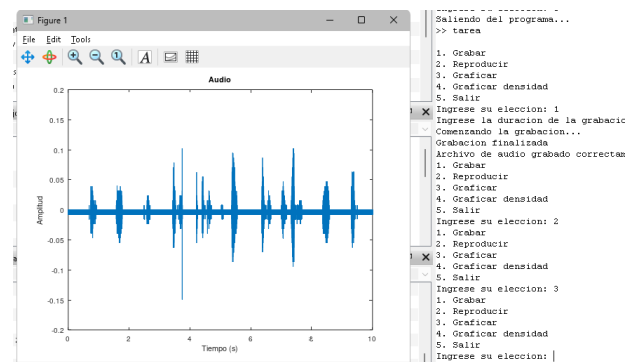 Figure 1
File Edit Tools
Audio
0.2
0.15
0.1
0.05
0
-0.05
-0.1
-0.15
-0.2
Amplitud
0 2 4 6 8 10
Tiempo (s)
Saliendo del programa...
>> tarea
1. Grabar
2. Reproducir
3. Graficar
4. Graficar densidad
5. Salir
Ingrese su eleccion: 1
Ingrese la duracion de la grabacio
Comenzando la grabacion...
Grabacion finalizada
Archivo de audio grabado correctam
1. Grabar
2. Reproducir
3. Graficar
4. Graficar densidad
5. Salir
Ingrese su eleccion: 2
1. Grabar
2. Reproducir
3. Graficar
4. Graficar densidad
5. Salir
Ingrese su eleccion: 3
1. Grabar
2. Reproducir
3. Graficar
4. Graficar densidad
5. Salir
Ingrese su eleccion: